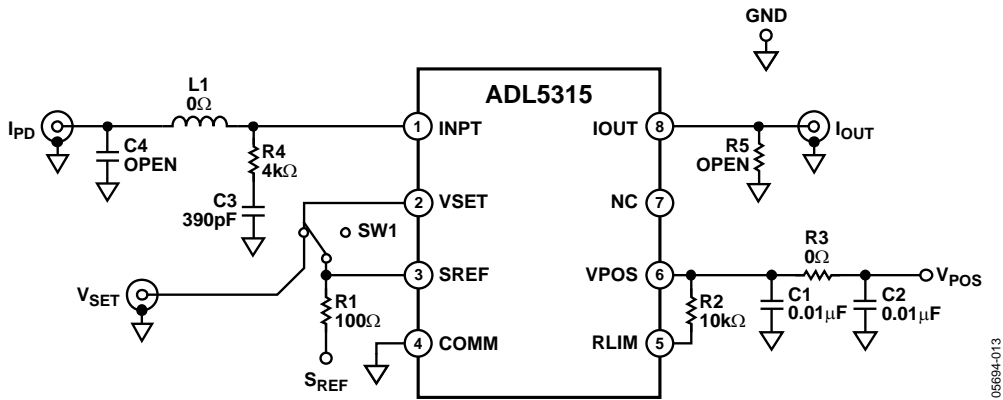 GND
ADL5315
L1
0Ω
I_PD
C4
OPEN
R4
4kΩ
C3
390pF
1
INPT
2
VSET
3
SREF
4
COMM
SW1
V_SET
R1
100Ω
S_REF
IOUT
8
NC
7
VPOS
6
RLIM
5
R5
OPEN
I_OUT
R3
0Ω
V_POS
R2
10kΩ
C1
0.01μF
C2
0.01μF
05694-013